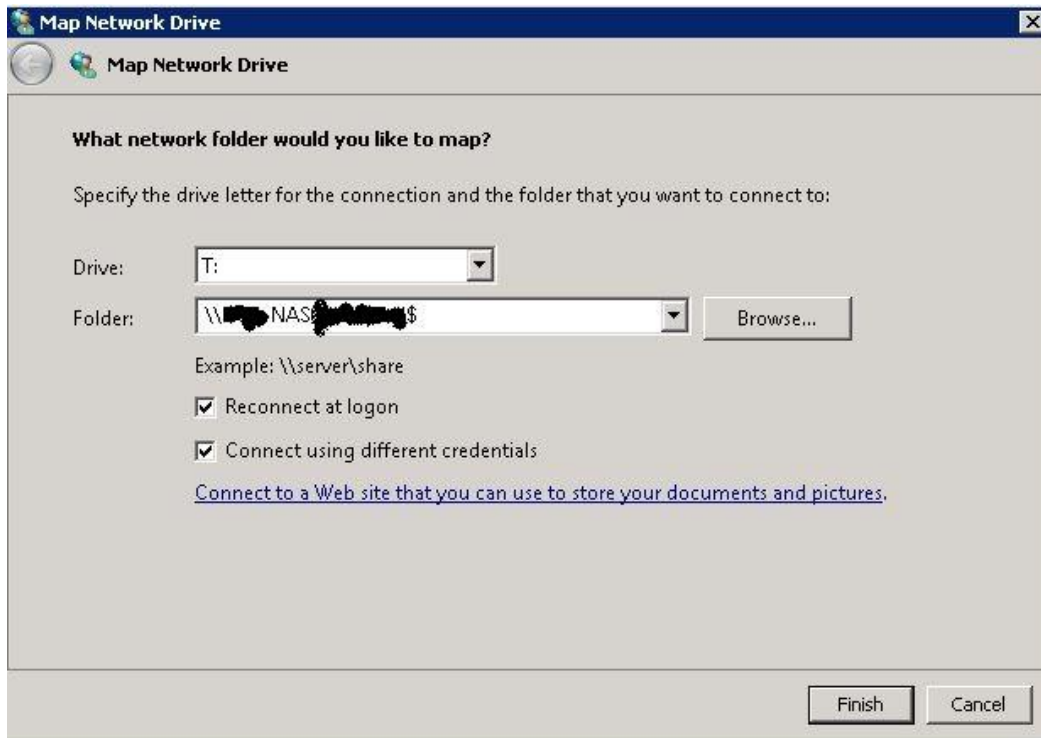 Map Network Drive
Map Network Drive
What network folder would you like to map?
Specify the drive letter for the connection and the folder that you want to connect to:
Drive: T:
Folder: \\ NAS $ Browse...
Example: \\server\share
Reconnect at logon
Connect using different credentials
Connect to a Web site that you can use to store your documents and pictures.
Finish Cancel